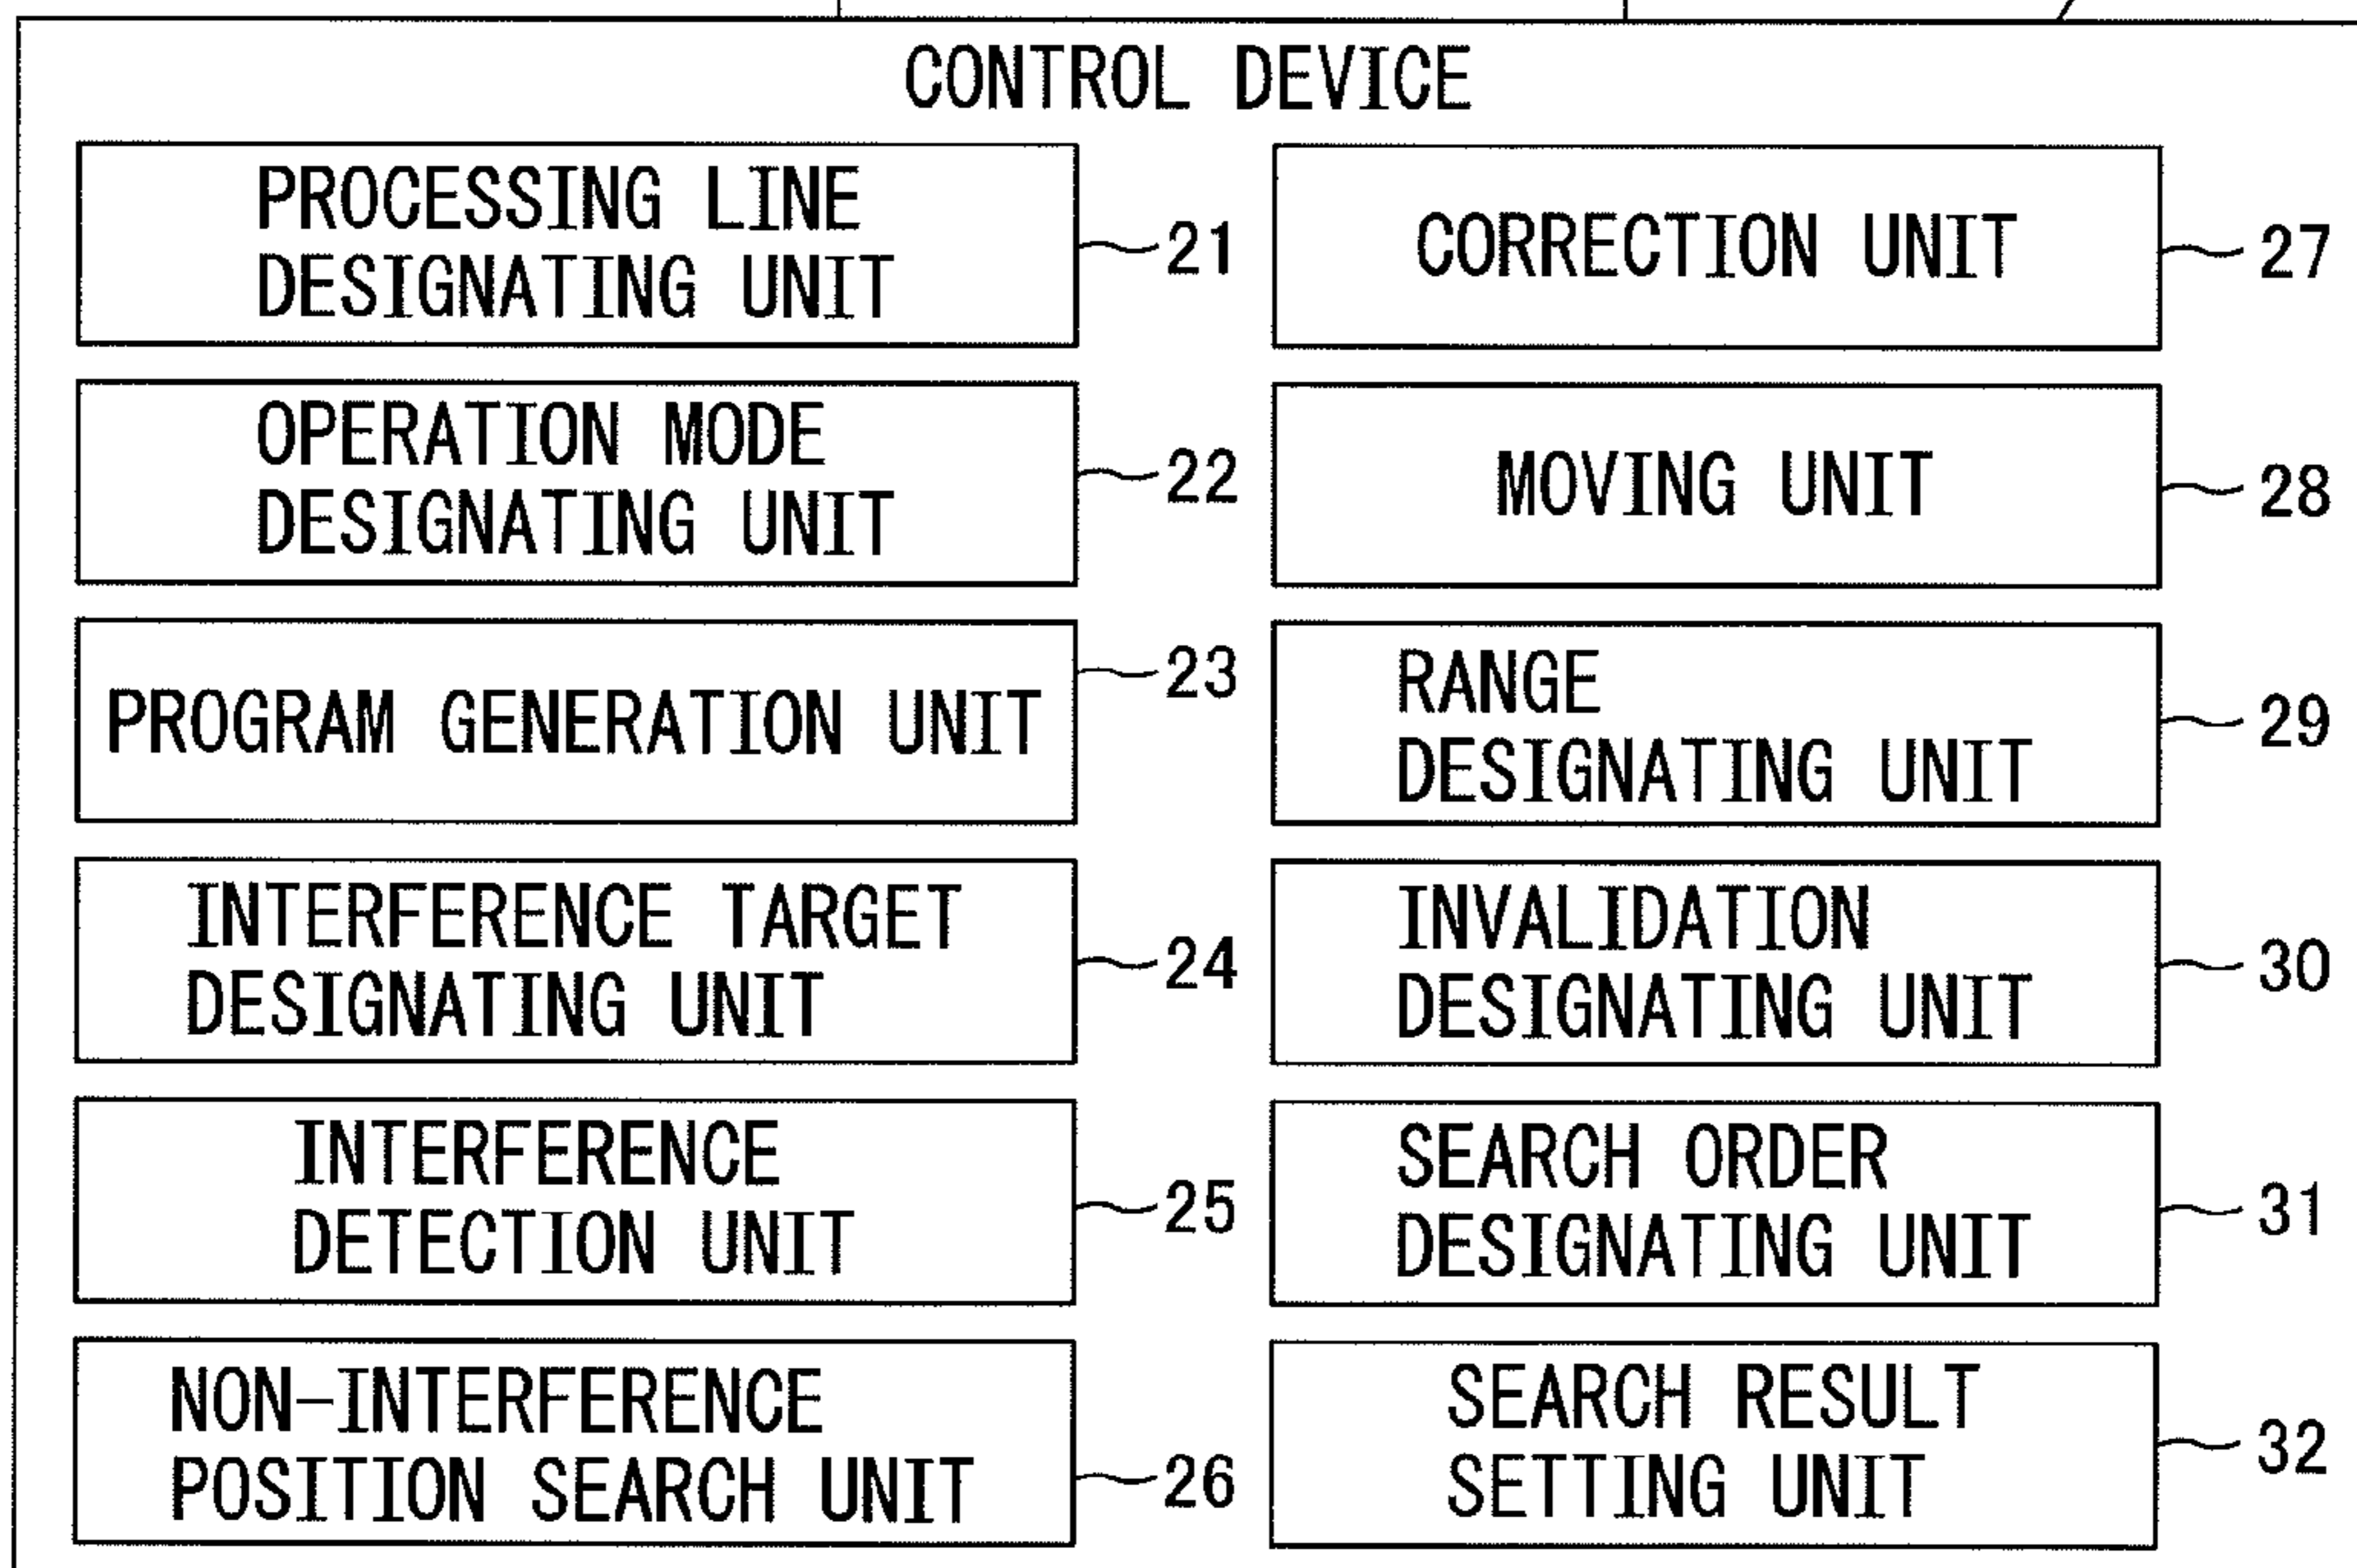 CONTROL DEVICE
PROCESSING LINE
DESIGNATING UNIT
21
OPERATION MODE
DESIGNATING UNIT
22
PROGRAM GENERATION UNIT
23
INTERFERENCE TARGET
DESIGNATING UNIT
24
INTERFERENCE
DETECTION UNIT
25
NON-INTERFERENCE
POSITION SEARCH UNIT
26
CORRECTION UNIT
27
MOVING UNIT
28
RANGE
DESIGNATING UNIT
29
INVALIDATION
DESIGNATING UNIT
30
SEARCH ORDER
DESIGNATING UNIT
31
SEARCH RESULT
SETTING UNIT
32